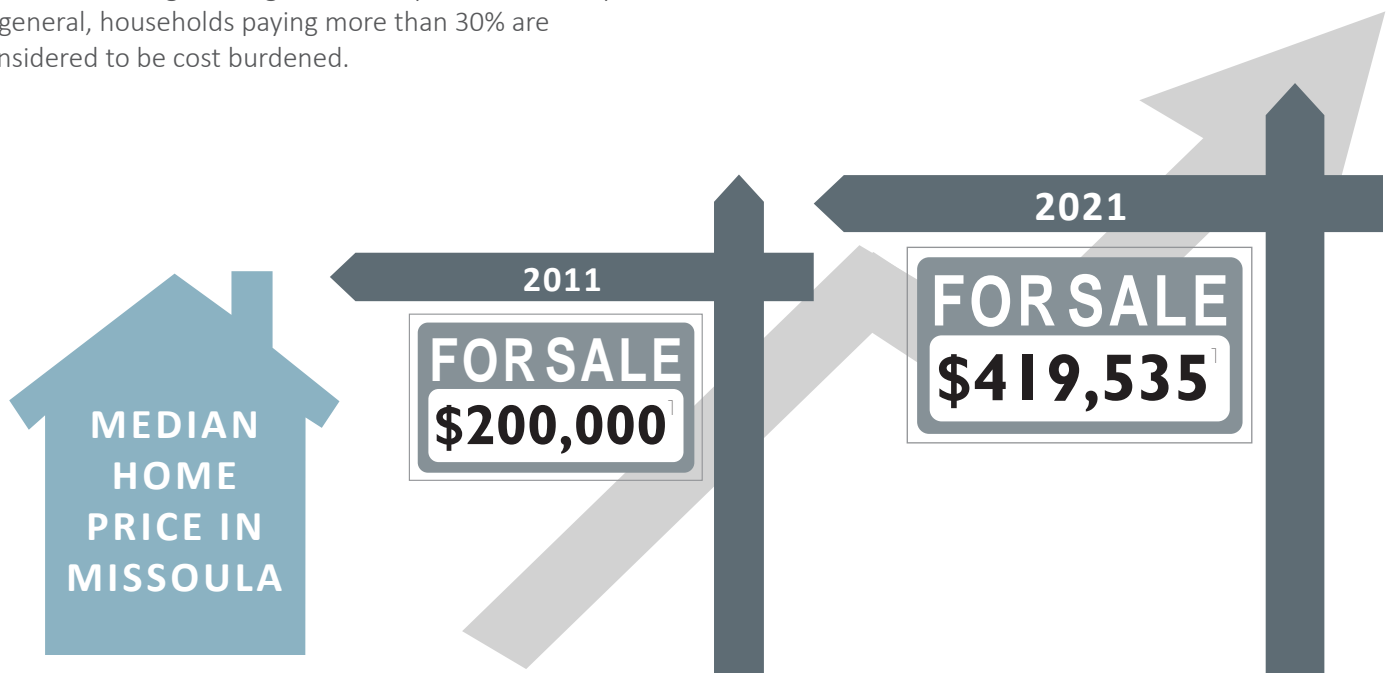 general, households paying more than 30% are
nsidered to be cost burdened.
2021
2011
FOR SALE
$419,535
FOR SALE
$200,000
MEDIAN
HOME
PRICE IN
MISSOULA